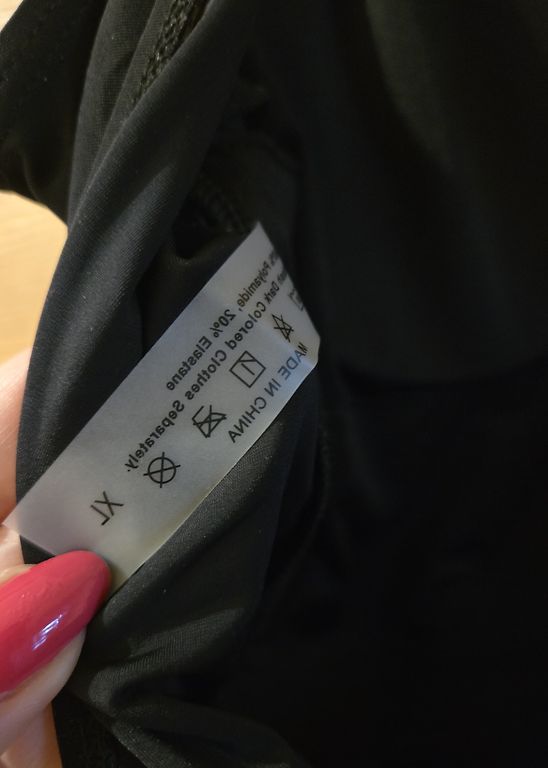 Polyamide, 20% Elastane
Dark Colored Clothes Separately.
MADE IN CHINA
XL